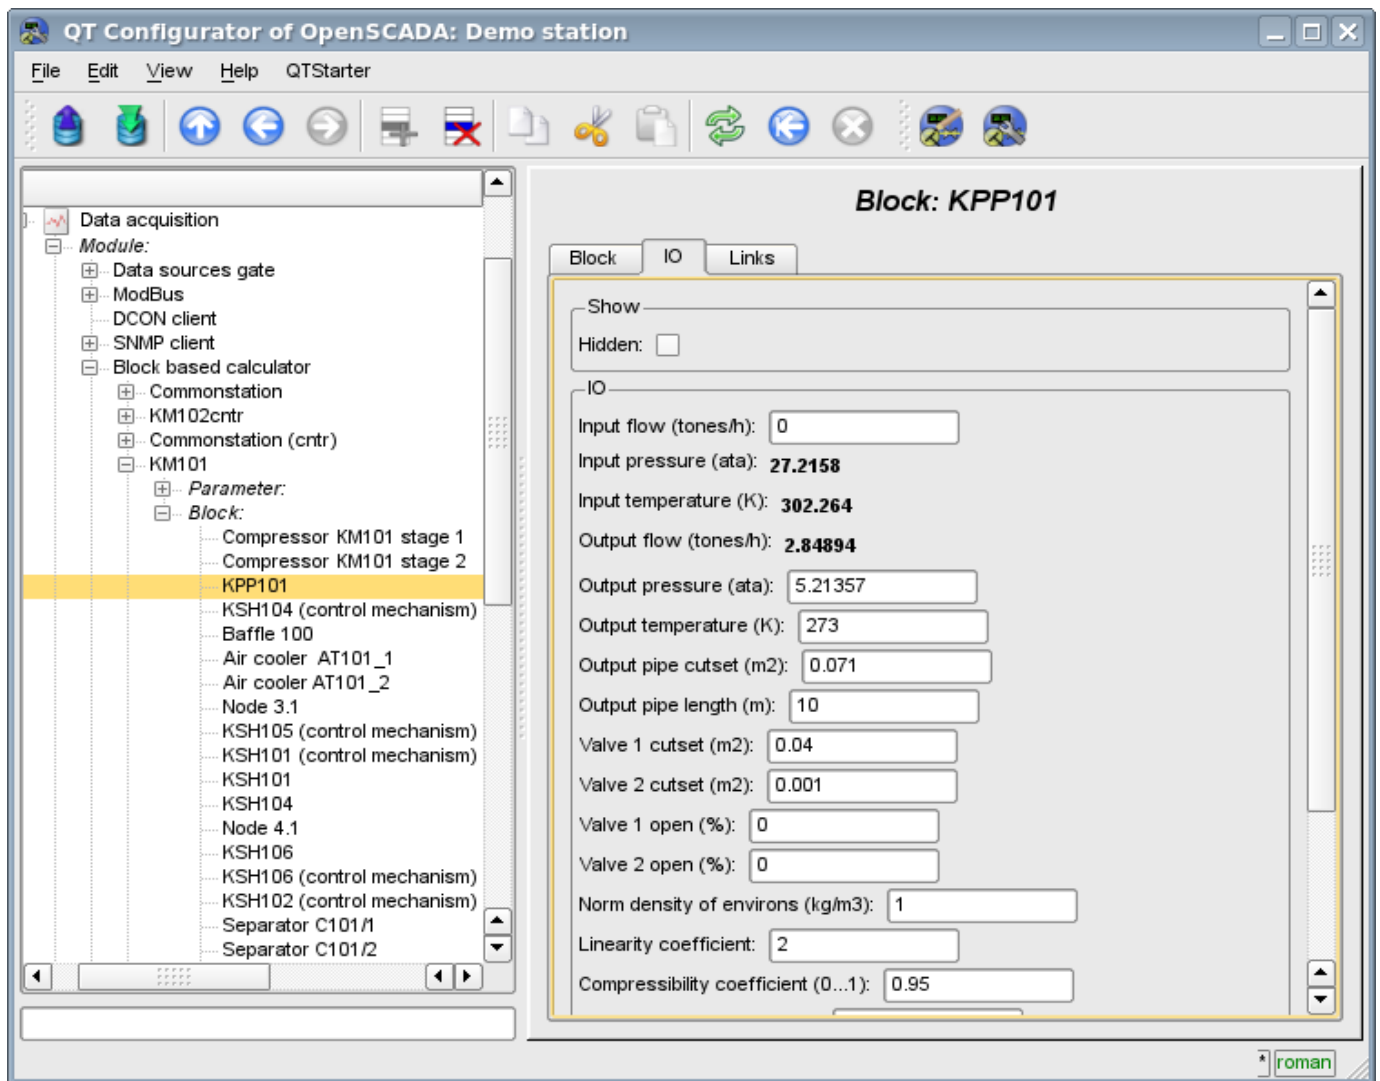 QT Configurator of OpenSCADA: Demo station
File Edit View Help QTStarter
Data acquisition
Module:
Data sources gate
ModBus
DCON client
SNMP client
Block based calculator
Commonstation
KM102cntr
Commonstation (cntr)
KM101
Parameter:
Block:
Compressor KM101 stage 1
Compressor KM101 stage 2
KPP101
KSH104 (control mechanism)
Baffle 100
Air cooler  AT101_1
Air cooler AT101_2
Node 3.1
KSH105 (control mechanism)
KSH101 (control mechanism)
KSH101
KSH104
Node 4.1
KSH106
KSH106 (control mechanism)
KSH102 (control mechanism)
Separator C101/1
Separator C101/2
Block: KPP101
Block IO Links
Show
Hidden:
IO
Input flow (tones/h): 0
Input pressure (ata): 27.2158
Input temperature (K): 302.264
Output flow (tones/h): 2.84894
Output pressure (ata): 5.21357
Output temperature (K): 273
Output pipe cutset (m2): 0.071
Output pipe length (m): 10
Valve 1 cutset (m2): 0.04
Valve 2 cutset (m2): 0.001
Valve 1 open (%): 0
Valve 2 open (%): 0
Norm density of environs (kg/m3): 1
Linearity coefficient: 2
Compressibility coefficient (0...1): 0.95
* roman